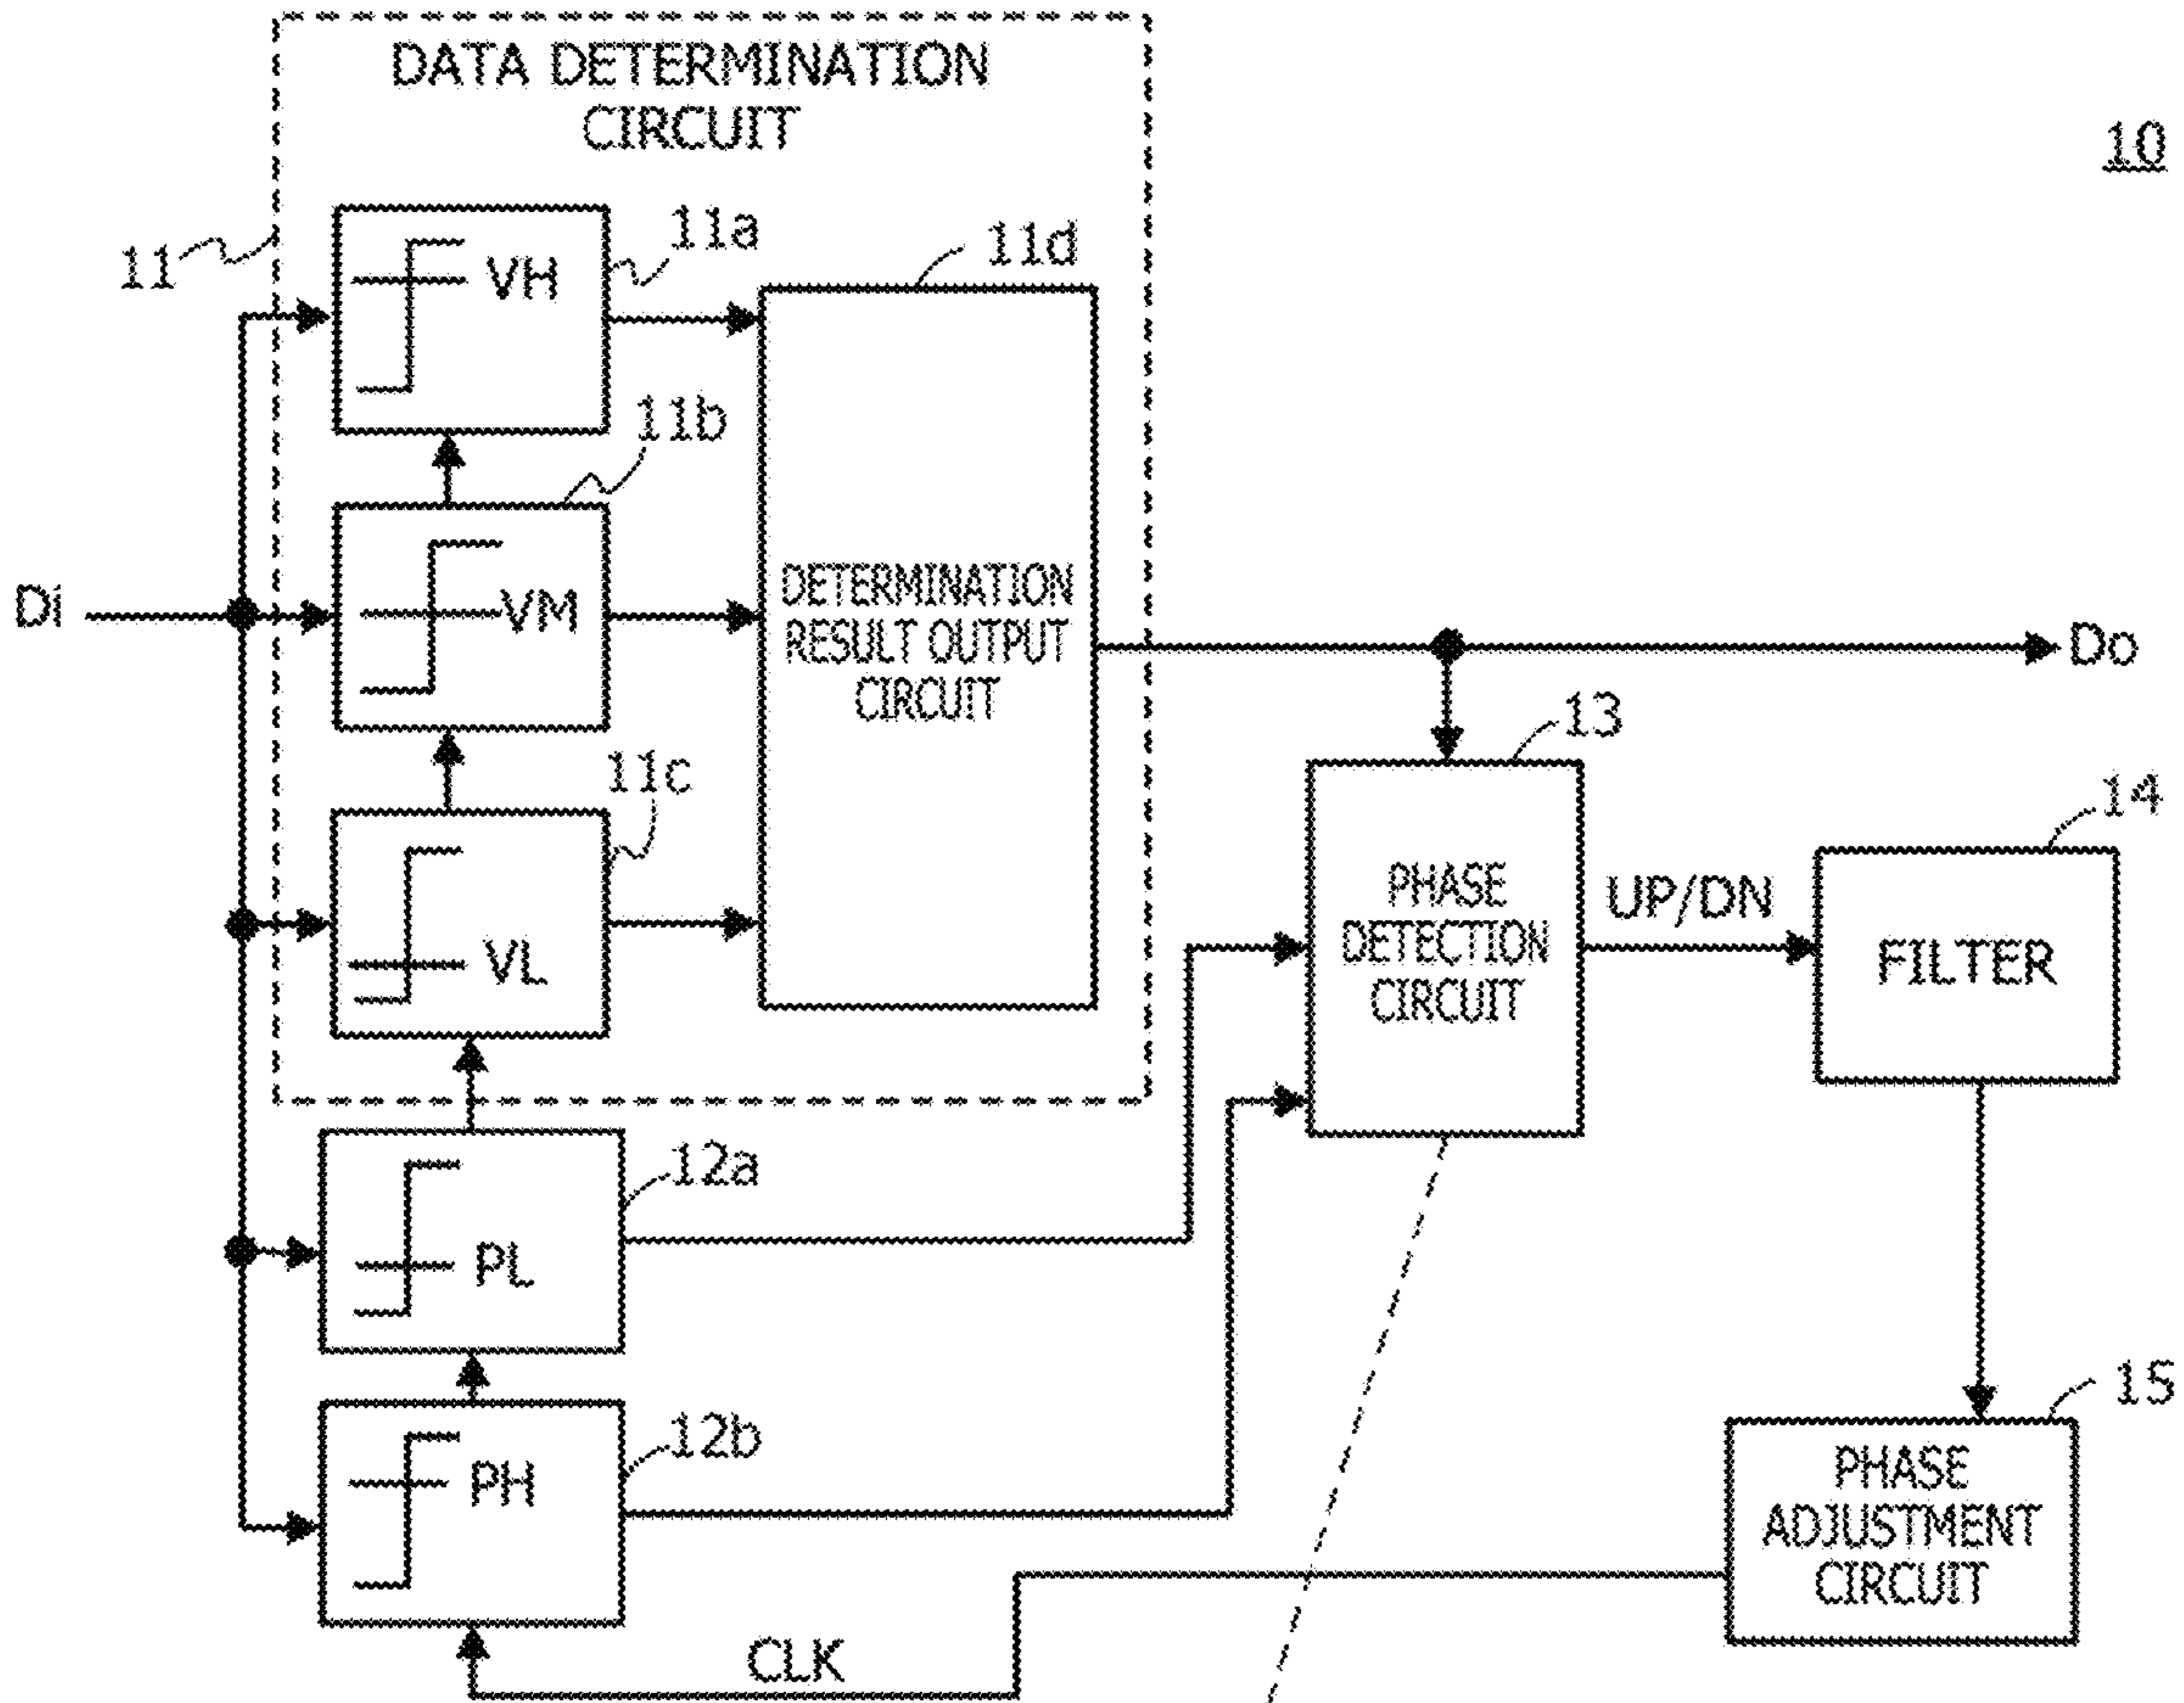 DATA DETERMINATION
CIRCUIT
10
11
VH
11a
11d
11b
Di
VM
DETERMINATION
RESULT OUTPUT
CIRCUIT
Do
11c
13
14
VL
PHASE
DETECTION
CIRCUIT
UP/DN
FILTER
12a
PL
12b
PH
15
PHASE
ADJUSTMENT
CIRCUIT
CLK